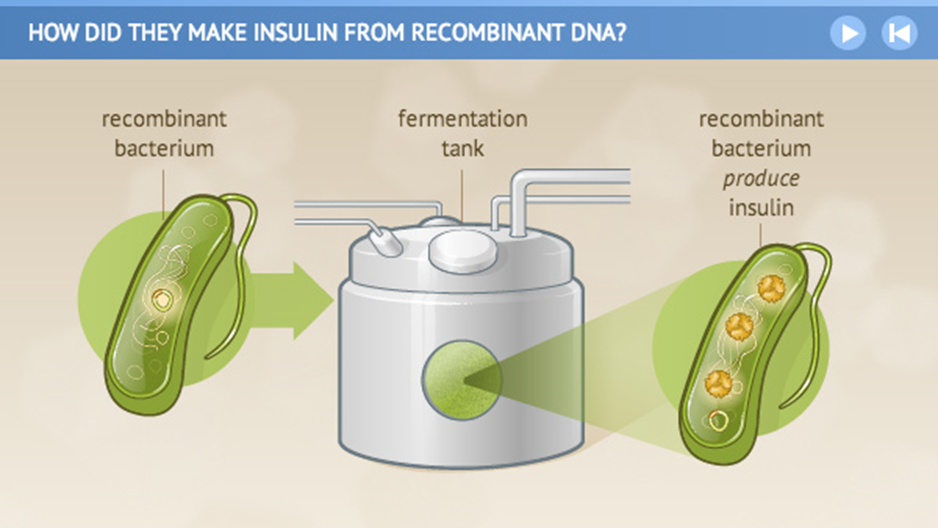 HOW DID THEY MAKE INSULIN FROM RECOMBINANT DNA?
recombinant
bacterium
fermentation
tank
recombinant
bacterium
produce
insulin